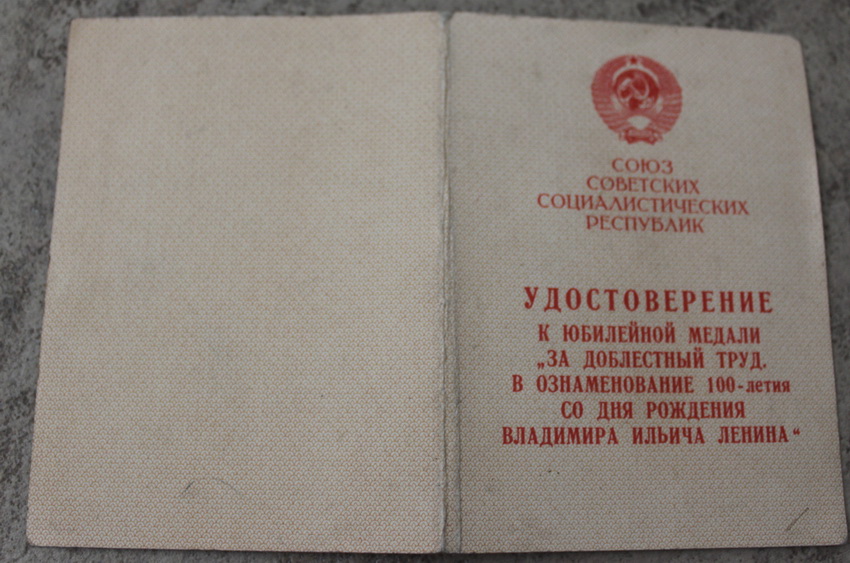 СОЮЗ
СОВЕТСКИХ
СОЦИАЛИСТИЧЕСКИХ
РЕСПУБЛИК
УДОСТОВЕРЕНИЕ
К ЮБИЛЕЙНОЙ МЕДАЛИ
„ЗА ДОБЛЕСТНЫЙ ТРУД.
В ОЗНАМЕНОВАНИЕ 100-летия
СО ДНЯ РОЖДЕНИЯ
ВЛАДИМИРА ИЛЬИЧА ЛЕНИНА“